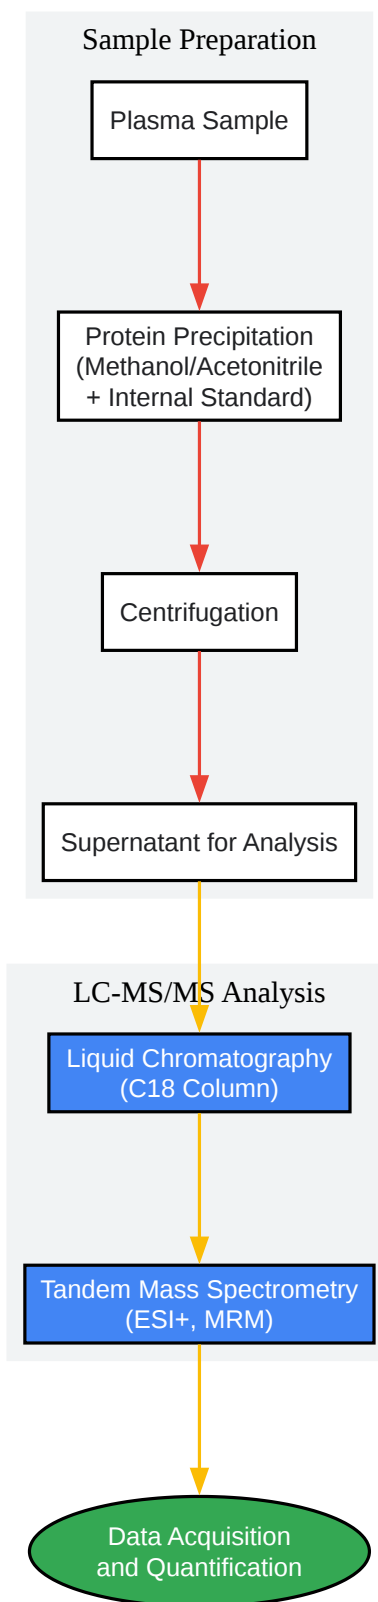 Sample Preparation
Plasma Sample
Protein Precipitation
(Methanol/Acetonitrile
+ Internal Standard)
Centrifugation
Supernatant for Analysis
LC-MS/MS Analysis
Liquid Chromatography
(C18 Column)
Tandem Mass Spectrometry
(ESI+, MRM)
Data Acquisition
and Quantification